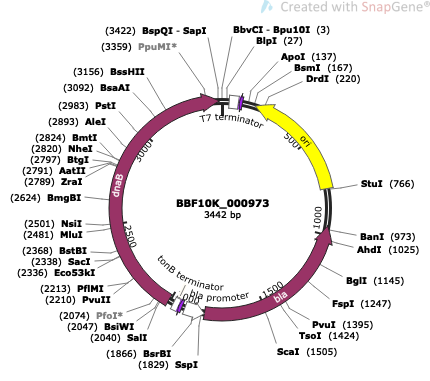 Created with SnapGene®
(3422) BspQI - SapI
(3359) PpuMI*
(3156) BssHII
(3092) BsaAI
(2983) PstI
(2893) AleI
(2824) BmtI
(2820) NheI
(2797) BtgI
(2791) AatII
(2789) ZraI
(2624) BmgBI
(2501) NsiI
(2481) MluI
(2368) BstBI
(2338) SacI
(2336) Eco53kI
(2213) PflMI
(2210) PvuII
(2074) PfoI*
(2047) BsiWI
(2040) SalI
(1866) BsrBI
(1829) SspI
BbvCI - Bpu10I (3)
BlpI (27)
ApoI (137)
BsmI (167)
DrdI (220)
StuI (766)
BanI (973)
AhdI (1025)
BglI (1145)
FspI (1247)
PvuI (1395)
TsoI (1424)
ScaI (1505)
T7 terminator
ori
500
1000
1500
2500
3000
dnaB
bla
tonB terminator
bla promoter
BBF10K_000973
3442 bp